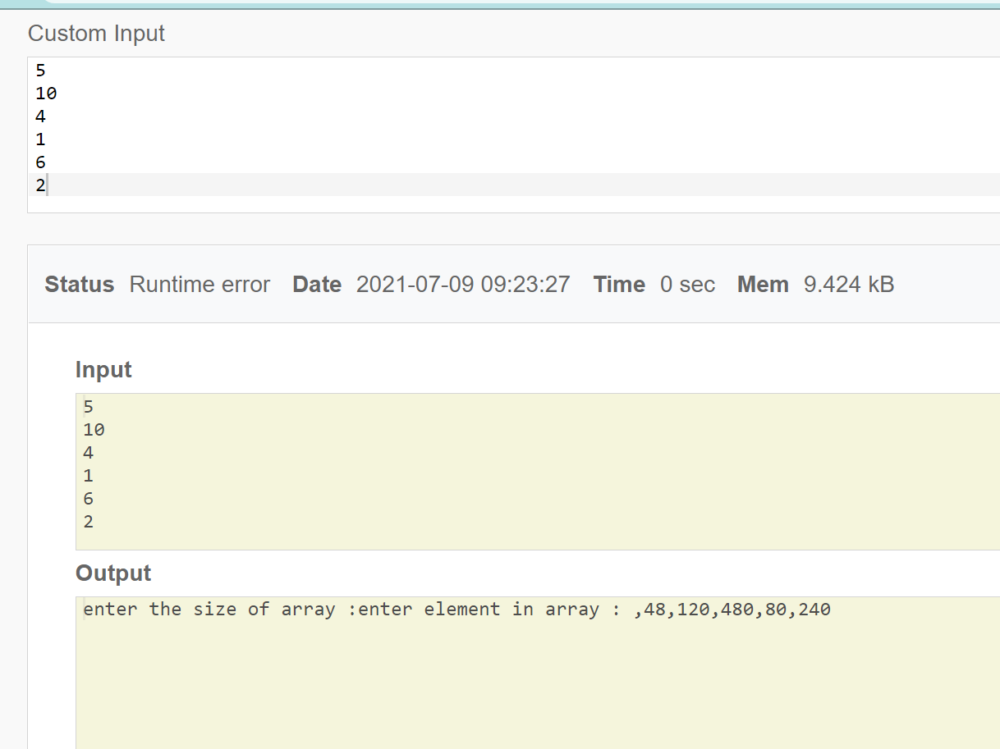 Custom Input
5
10
4
1
6
2
Status Runtime error Date 2021-07-09 09:23:27 Time 0 sec Mem 9.424 kB
Input
5
10
4
1
6
2
Output
enter the size of array :enter element in array : ,48,120,480,80,240